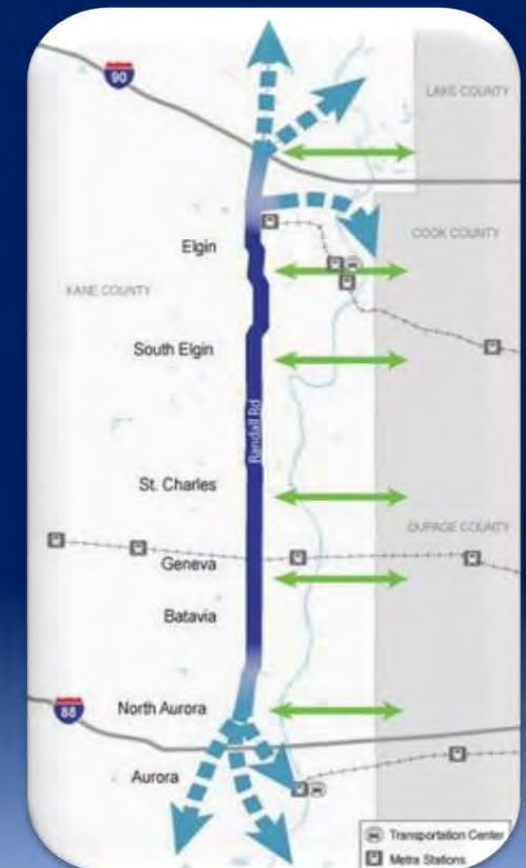 90
LAKE COUNTY
COOK COUNTY
Elgin
KANE COUNTY
South Elgin
Randall Rd
St. Charles
DUPAGE COUNTY
Geneva
Batavia
North Aurora
88
Aurora
Transportation Center
Metra Stations